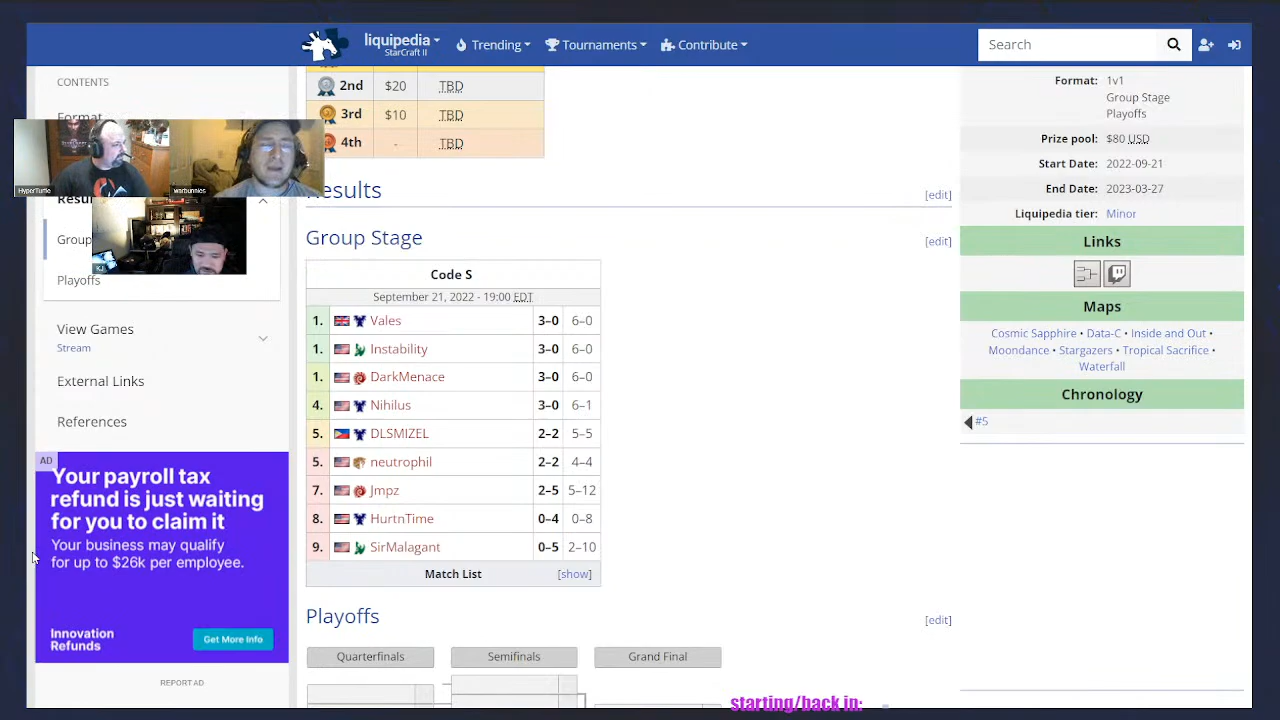 liquipedia
StarCraft II
Trending
Tournaments
Contribute
Search
CONTENTS
Format
HyperTurtle
warbunnies
Group
Playoffs
View Games
Stream
External Links
References
AD
Your payroll tax
refund is just waiting
for you to claim it
Your business may qualify
for up to $26k per employee.
Innovation
Refunds
Get More Info
REPORT AD
2nd $20 TBD
3rd $10 TBD
4th - TBD
Results [edit]
Group Stage [edit]
Code S
September 21, 2022 - 19:00 EDT
1. Vales 3–0 6–0
1. Instability 3–0 6–0
1. DarkMenace 3–0 6–0
4. Nihilus 3–0 6–1
5. DLSMIZEL 2–2 5–5
5. neutrophil 2–2 4–4
7. Jmpz 2–5 5–12
8. HurtnTime 0–4 0–8
9. SirMalagant 0–5 2–10
Match List [show]
Playoffs [edit]
Quarterfinals Semifinals Grand Final
starting/back in:
Format: 1v1
Group Stage
Playoffs
Prize pool: $80 USD
Start Date: 2022-09-21
End Date: 2023-03-27
Liquipedia tier: Minor
Links
Maps
Cosmic Sapphire • Data-C • Inside and Out •
Moondance • Stargazers • Tropical Sacrifice •
Waterfall
Chronology
#5